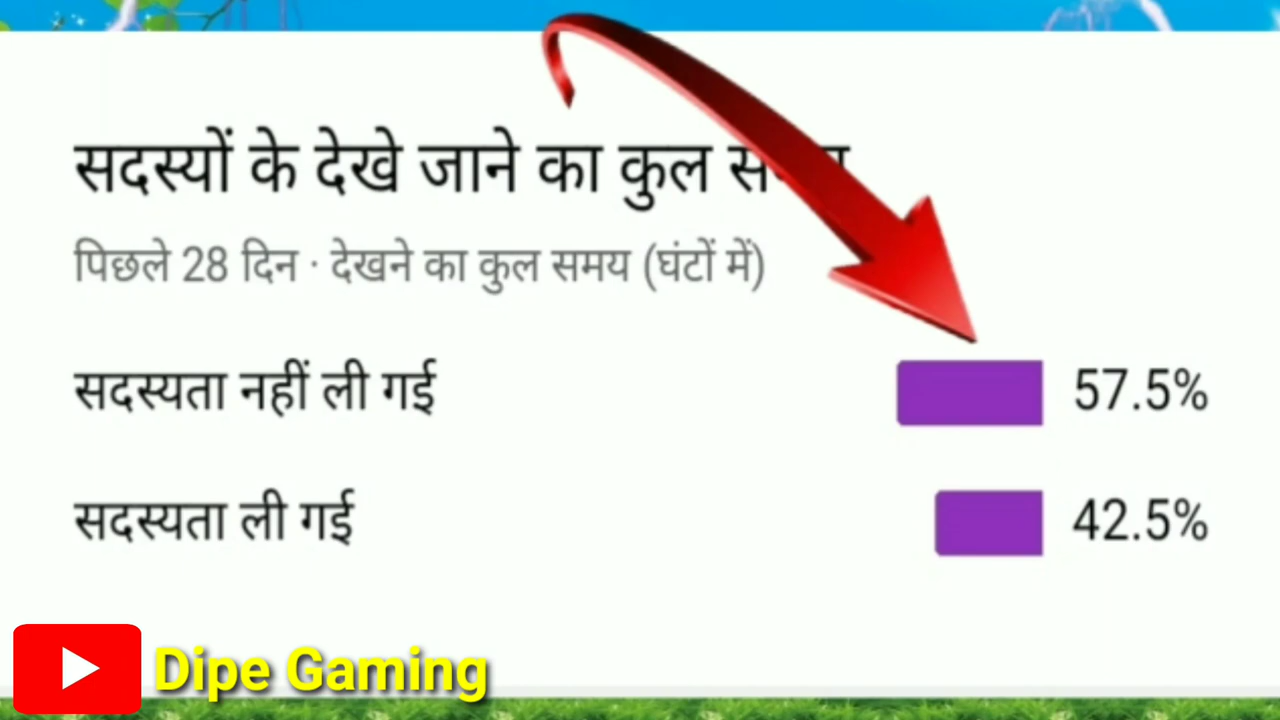 सदस्यों के देखे जाने का कुल
पिछले 28 दिन · देखने का कुल समय (घंटों में)
सदस्यता नहीं ली गई 57.5%
सदस्यता ली गई 42.5%
Dipe Gaming